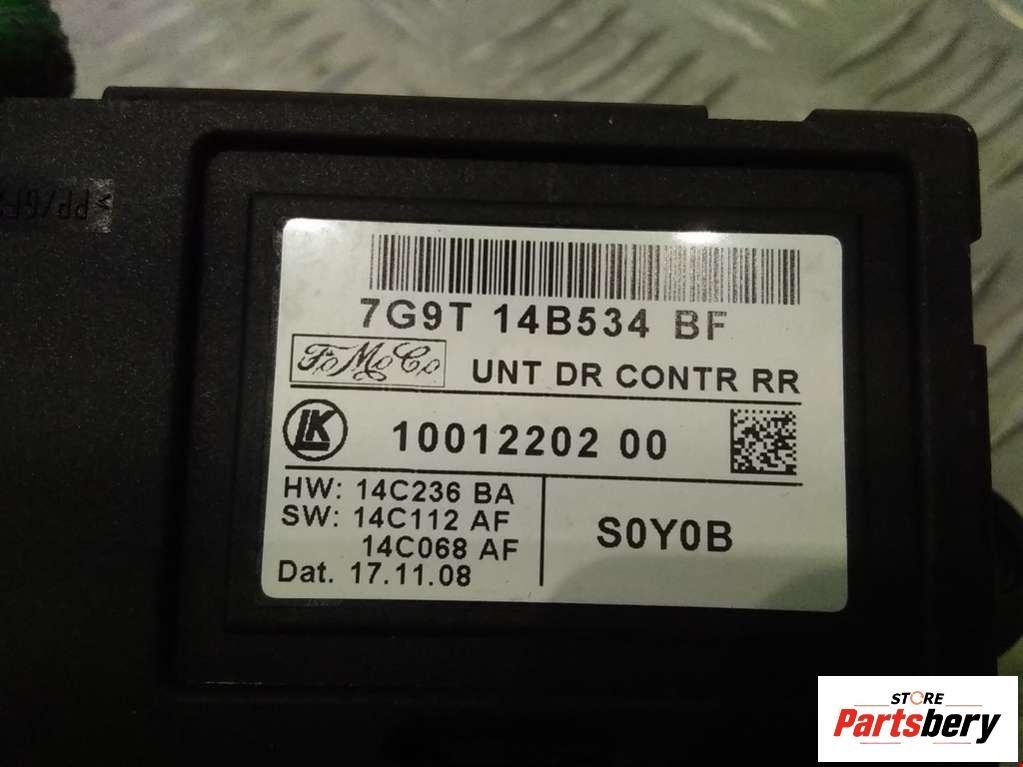 7G9T 14B534 BF
FoMoCo
UNT DR CONTR RR
LK
10012202 00
HW: 14C236 BA
SW: 14C112 AF
14C068 AF
Dat. 17.11.08
S0Y0B
STORE
Partsbery